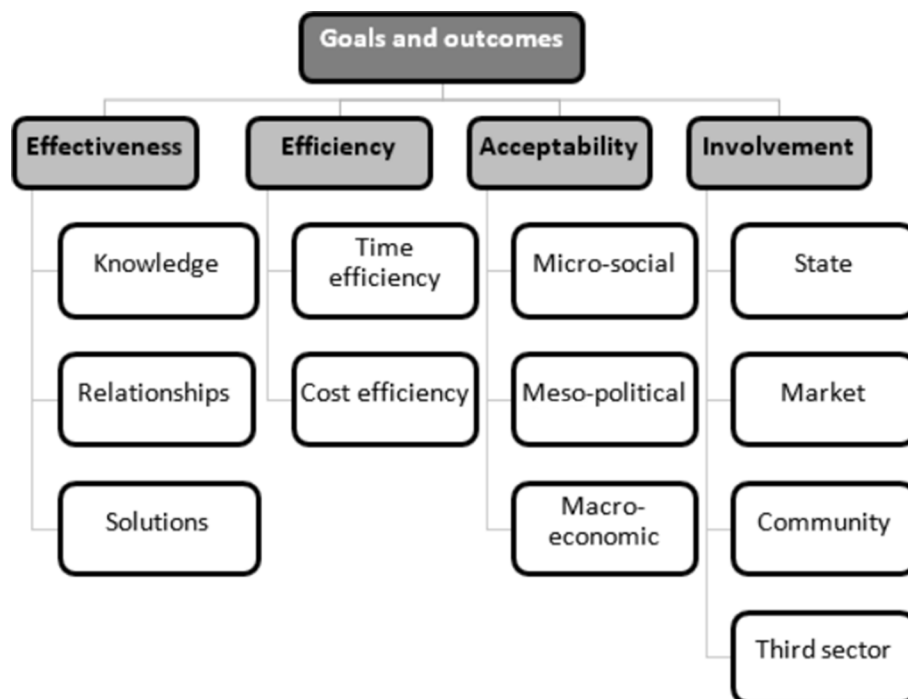 Goals and outcomes
Effectiveness
Efficiency
Acceptability
Involvement
Knowledge
Time
efficiency
Micro-social
State
Relationships
Cost efficiency
Meso-political
Market
Solutions
Macro-
economic
Community
Third sector